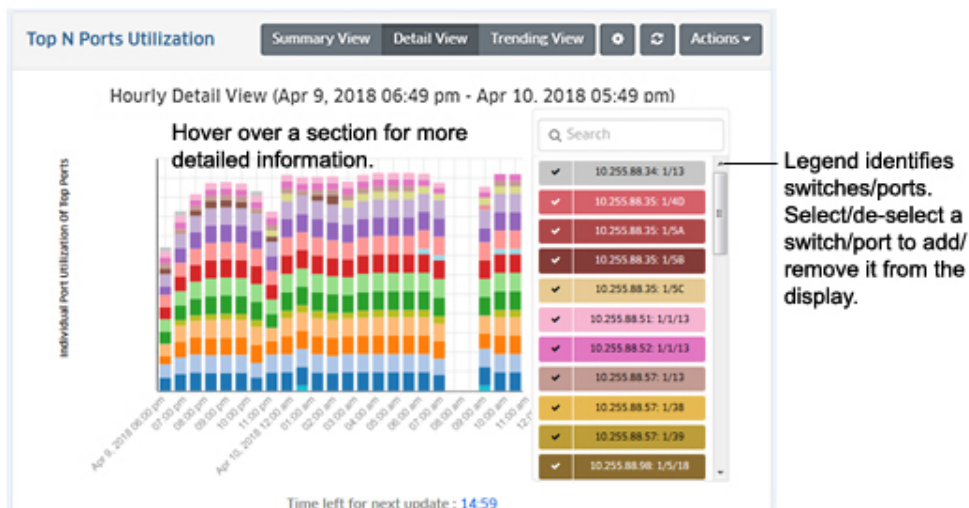 Top N Ports Utilization
Summary View
Detail View
Trending View
Actions
Hourly Detail View (Apr 9, 2018 06:49 pm - Apr 10, 2018 05:49 pm)
Hover over a section for more
detailed information.
Search
10.255.88.34: 1/13
10.255.88.35: 1/4D
10.255.88.35: 1/5A
10.255.88.35: 1/5B
10.255.88.35: 1/5C
10.255.88.51: 1/1/13
10.255.88.52: 1/1/13
10.255.88.57: 1/13
10.255.88.57: 1/38
10.255.88.57: 1/39
10.255.88.98: 1/5/18
Legend identifies
switches/ports.
Select/de-select a
switch/port to add/
remove it from the
display.
Individual Port Utilization of Top Ports
Apr 9, 2018 06:00 pm
07:00 pm
08:00 pm
09:00 pm
10:00 pm
11:00 pm
Apr 10, 2018 12:00 am
01:00 am
02:00 am
03:00 am
04:00 am
05:00 am
06:00 am
07:00 am
08:00 am
09:00 am
10:00 am
11:00 am
12:
Time left for next update : 14:59